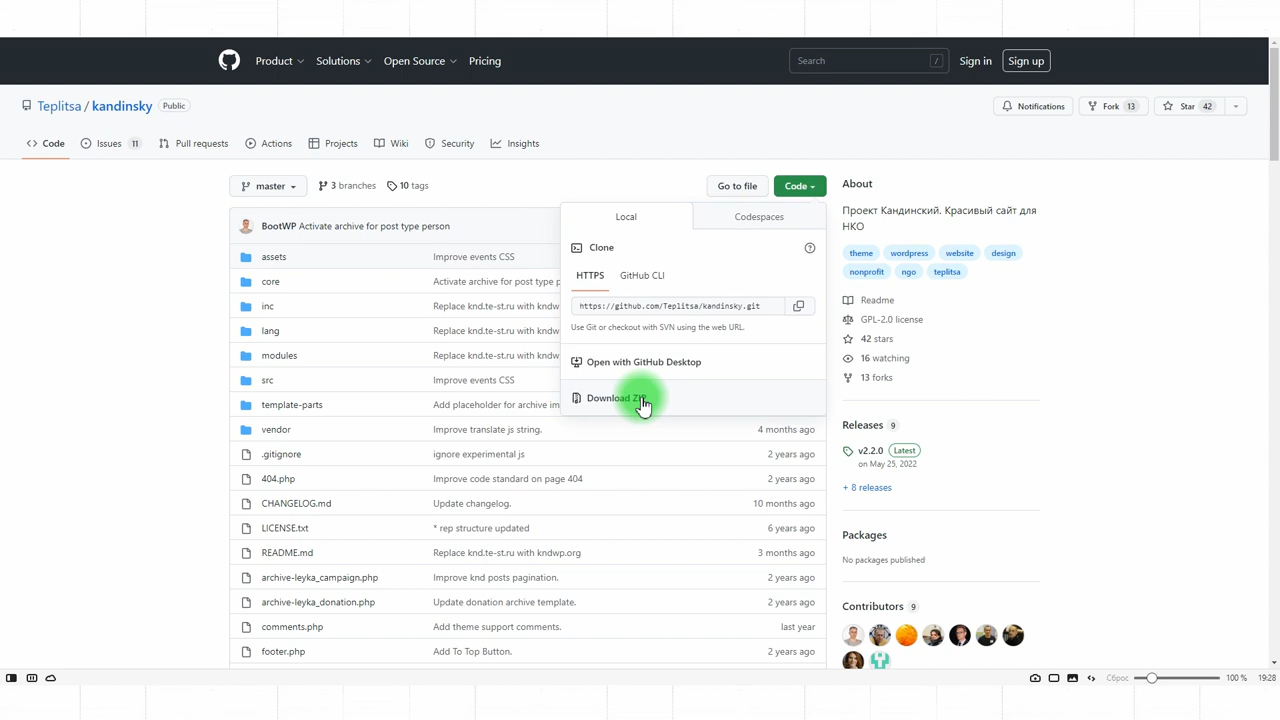 Product Solutions Open Source Pricing Search / Sign in Sign up
Teplitsa / kandinsky Public Notifications Fork 13 Star 42
Code Issues 11 Pull requests Actions Projects Wiki Security Insights
master 3 branches 10 tags Go to file Code
BootWP Activate archive for post type person
assets Improve events CSS
core Activate archive for post type p
inc Replace knd.te-st.ru with kndwp.
lang Replace knd.te-st.ru with kndwp.
modules Replace knd.te-st.ru with kndwp.
src Improve events CSS
template-parts Add placeholder for archive im
vendor Improve translate js string. 4 months ago
.gitignore ignore experimental js 2 years ago
404.php Improve code standard on page 404 2 years ago
CHANGELOG.md Update changelog. 10 months ago
LICENSE.txt * rep structure updated 6 years ago
README.md Replace knd.te-st.ru with kndwp.org 3 months ago
archive-leyka_campaign.php Improve knd posts pagination. 2 years ago
archive-leyka_donation.php Update donation archive template. 2 years ago
comments.php Add theme support comments. last year
footer.php Add To Top Button. 2 years ago
Local Codespaces
Clone
HTTPS GitHub CLI
https://github.com/Teplitsa/kandinsky.git
Use Git or checkout with SVN using the web URL.
Open with GitHub Desktop
Download ZIP
About
Проект Кандинский. Красивый сайт для
НКО
theme wordpress website design
nonprofit ngo teplitsa
Readme
GPL-2.0 license
42 stars
16 watching
13 forks
Releases 9
v2.2.0 Latest
on May 25, 2022
+ 8 releases
Packages
No packages published
Contributors 9
Сброс 100 % 19:28